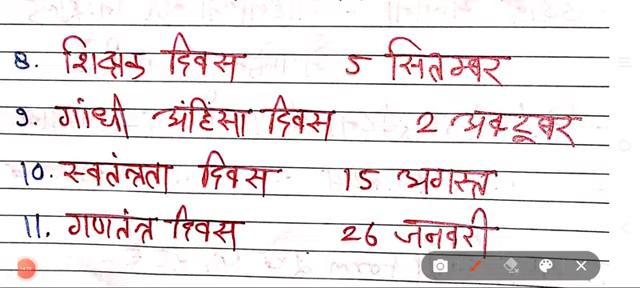 8. शिक्षक दिवस 5 सितम्बर
9. गांधी अहिंसा दिवस 2 अक्टूबर
10. स्वतंत्रता दिवस 15 अगस्त
11. गणतंत्र दिवस 26 जनवरी